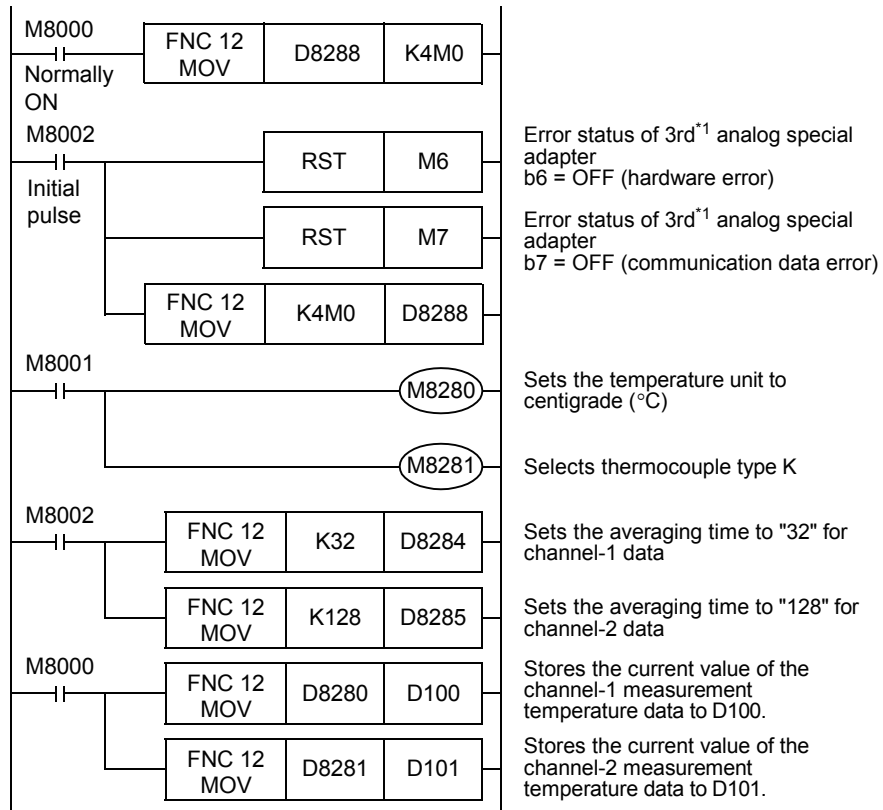 M8000
FNC 12
MOV
D8288
K4M0
Normally
ON
M8002
Initial
pulse
RST
M6
Error status of 3rd*1 analog special
adapter
b6 = OFF (hardware error)
RST
M7
Error status of 3rd*1 analog special
adapter
b7 = OFF (communication data error)
FNC 12
MOV
K4M0
D8288
M8001
M8280
Sets the temperature unit to
centigrade (°C)
M8281
Selects thermocouple type K
M8002
FNC 12
MOV
K32
D8284
Sets the averaging time to "32" for
channel-1 data
FNC 12
MOV
K128
D8285
Sets the averaging time to "128" for
channel-2 data
M8000
FNC 12
MOV
D8280
D100
Stores the current value of the
channel-1 measurement
temperature data to D100.
FNC 12
MOV
D8281
D101
Stores the current value of the
channel-2 measurement
temperature data to D101.